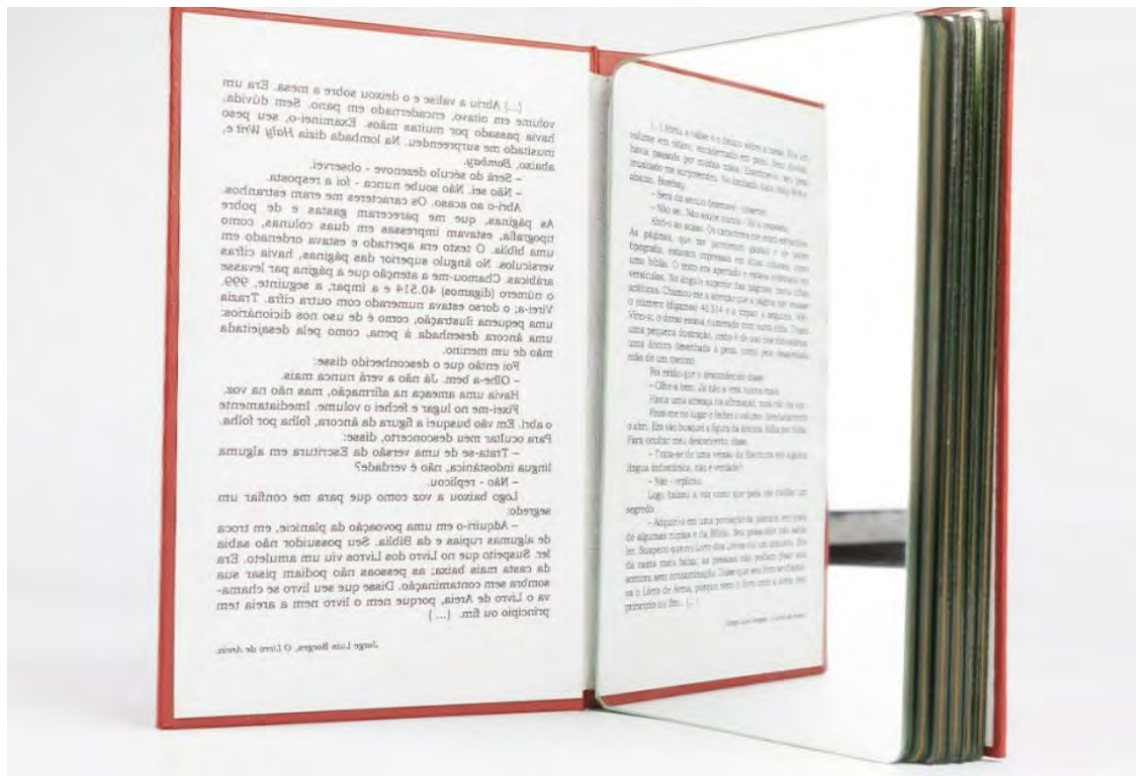 (...) Abriu a valise e o deixou sobre a mesa. Era um
volume em oitavo, encadernado em pano. Sem dúvida,
havia passado por muitas mãos. Examinei-o, seu peso
inusitado me surpreendeu. Na lombada dizia Holy Writ e,
abaixo, Bombay.
– Será do século dezenove - observei.
– Não sei. Não soube nunca - foi a resposta.
Abri-o ao acaso. Os caracteres me eram estranhos.
As páginas, que me pareceram gastas e de pobre
tipografia, estavam impressas em duas colunas, como
uma bíblia. O texto era apertado e estava ordenado em
versículos. No ângulo superior das páginas, havia cifras
arábicas. Chamou-me a atenção que a página par levasse
o número (digamos) 40.514 e a ímpar, a seguinte, 999.
Virei-a; o dorso estava numerado com outra cifra. Trazia
uma pequena ilustração, como é de uso nos dicionários:
uma âncora desenhada à pena, como pela desajeitada
mão de um menino.
Foi então que o desconhecido disse:
– Olhe-a bem. Já não a verá nunca mais.
Havia uma ameaça na afirmação, mas não na voz.
Fixei-me no lugar e fechei o volume. Imediatamente
o abri. Em vão busquei a figura da âncora, folha por folha.
Para ocultar meu desconcerto, disse:
– Trata-se de uma versão da Escritura em alguma
língua indostânica, não é verdade?
– Não - replicou.
Logo baixou a voz como que para me confiar um
segredo:
– Adquiri-o em uma povoação da planície, em troca
de algumas rupias e da Bíblia. Seu possuidor não sabia
ler. Suspeito que no Livro dos Livros viu um amuleto. Era
da casta mais baixa; as pessoas não podiam pisar sua
sombra sem contaminação. Disse que seu livro se chama-
va o Livro de Areia, porque nem o livro nem a areia tem
princípio ou fim. (...)
Jorge Luis Borges, O Livro de Areia.